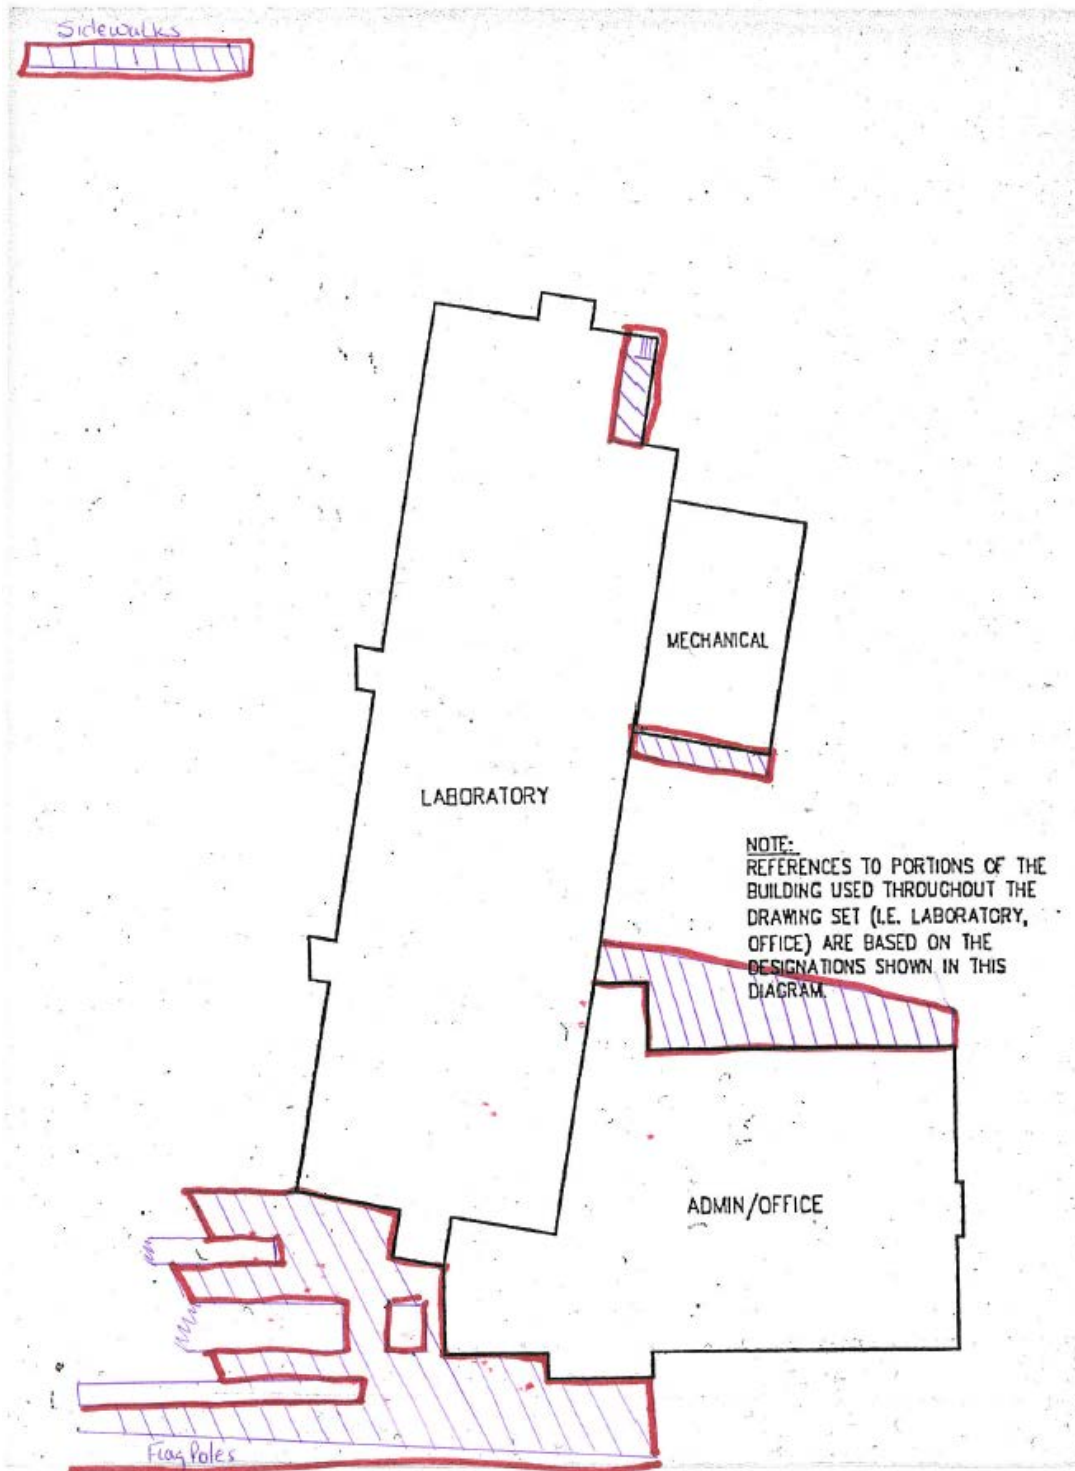 Sidewalks
MECHANICAL
LABORATORY
NOTE:
REFERENCES TO PORTIONS OF THE
BUILDING USED THROUGHOUT THE
DRAWING SET (I.E. LABORATORY,
OFFICE) ARE BASED ON THE
DESIGNATIONS SHOWN IN THIS
DIAGRAM.
ADMIN/OFFICE
Flag Poles